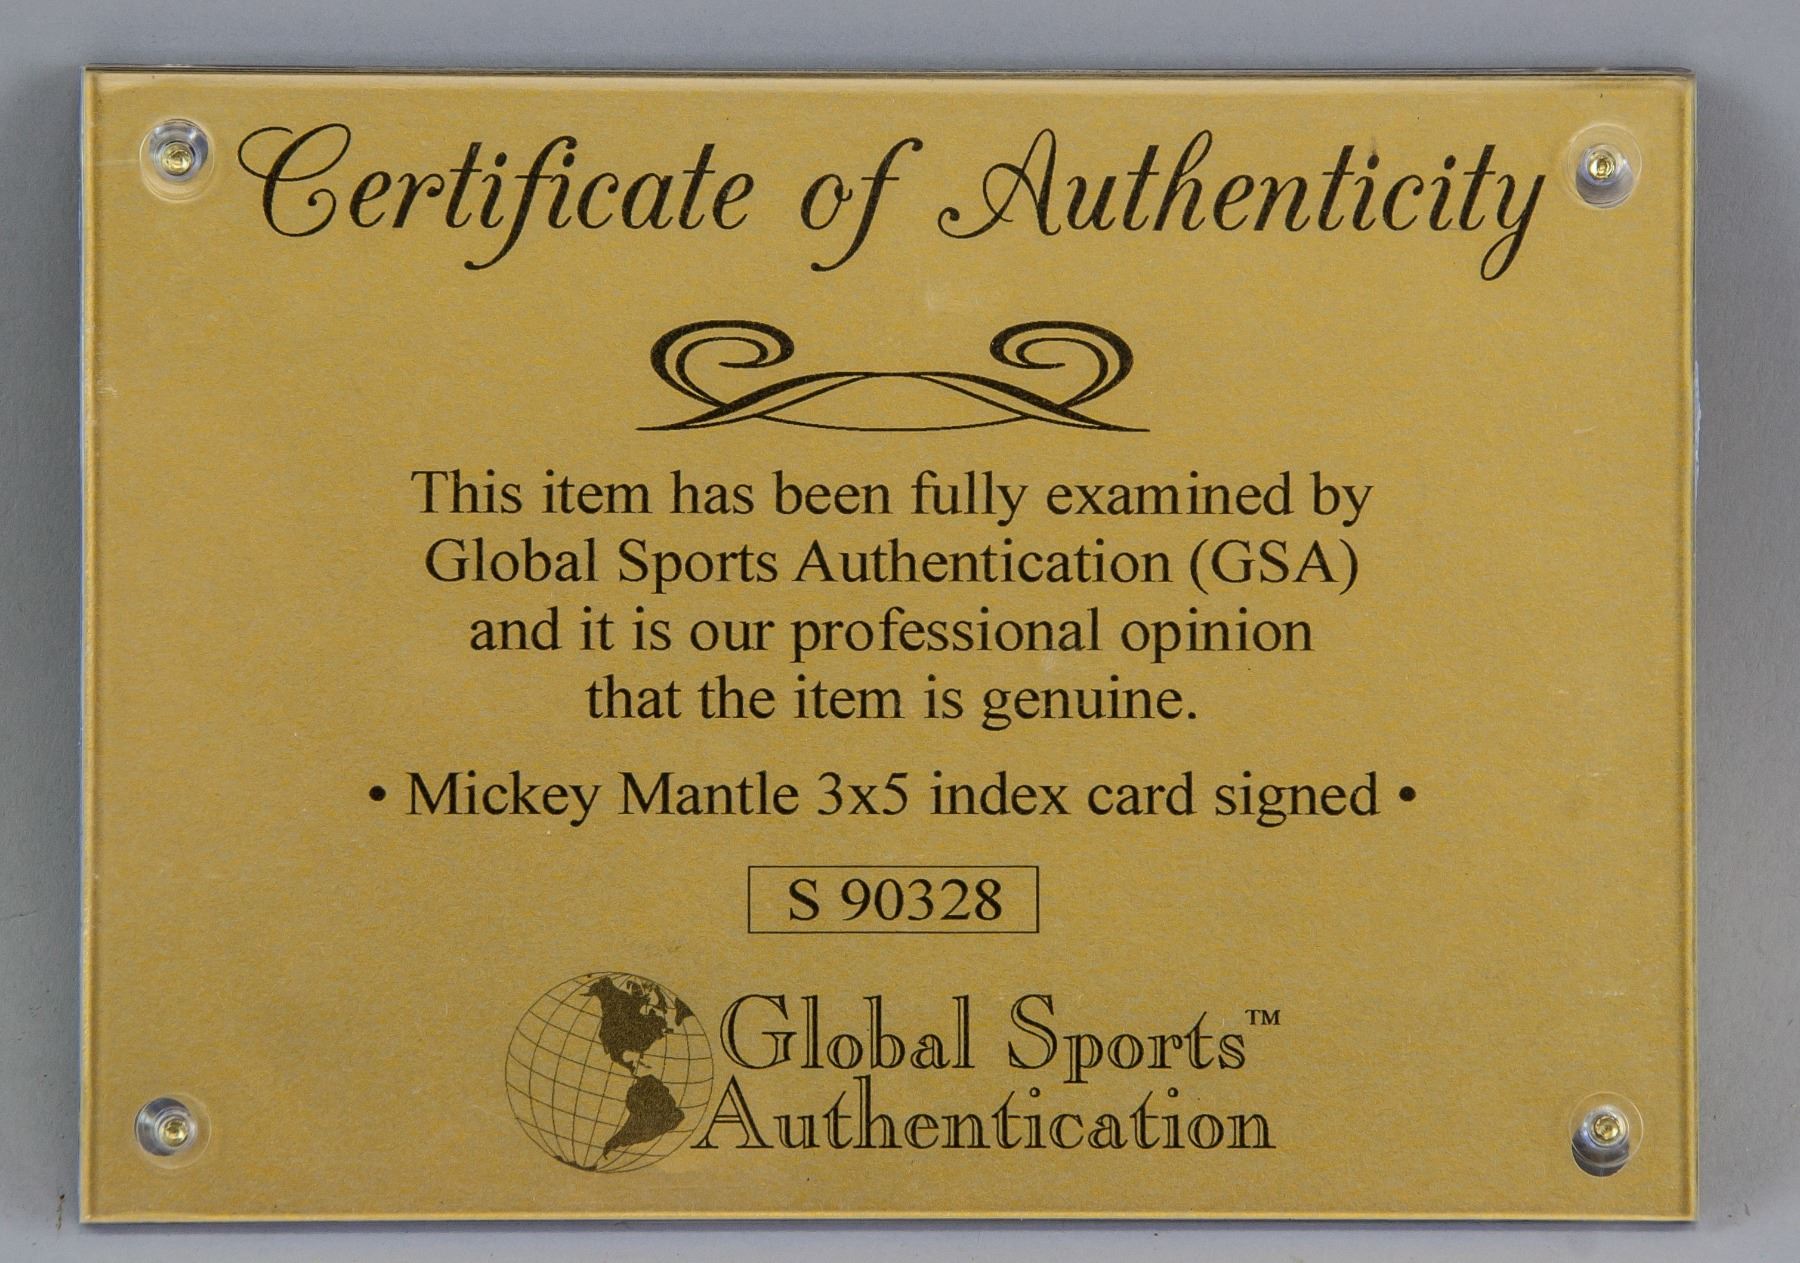 Certificate of Authenticity
This item has been fully examined by
Global Sports Authentication (GSA)
and it is our professional opinion
that the item is genuine.
• Mickey Mantle 3x5 index card signed •
S 90328
Global Sports™
Authentication